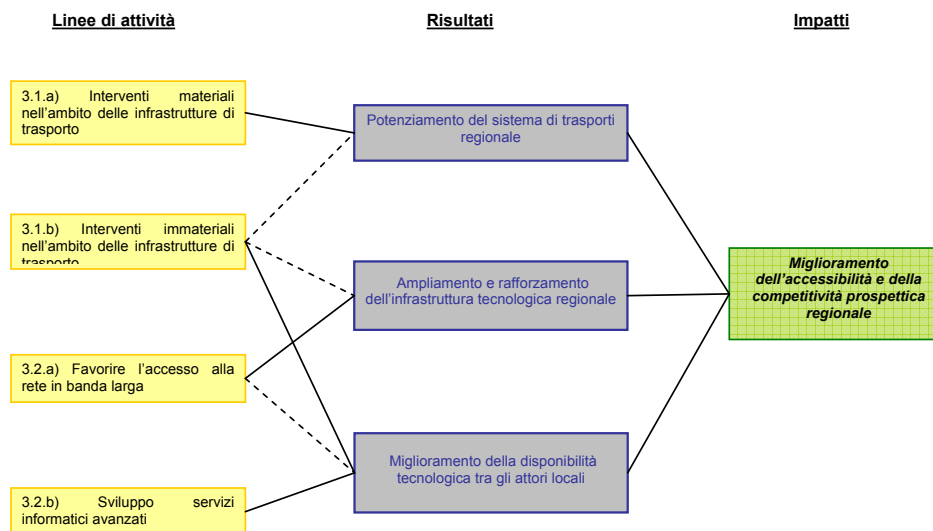 Linee di attività
Risultati
Impatti
3.1.a) Interventi materiali
nell’ambito delle infrastrutture di
trasporto
3.1.b) Interventi immateriali
nell’ambito delle infrastrutture di
trasporto
3.2.a) Favorire l’accesso alla
rete in banda larga
3.2.b) Sviluppo servizi
informatici avanzati
Potenziamento del sistema di trasporti
regionale
Ampliamento e rafforzamento
dell’infrastruttura tecnologica regionale
Miglioramento della disponibilità
tecnologica tra gli attori locali
Miglioramento
dell’accessibilità e della
competitività prospettica
regionale